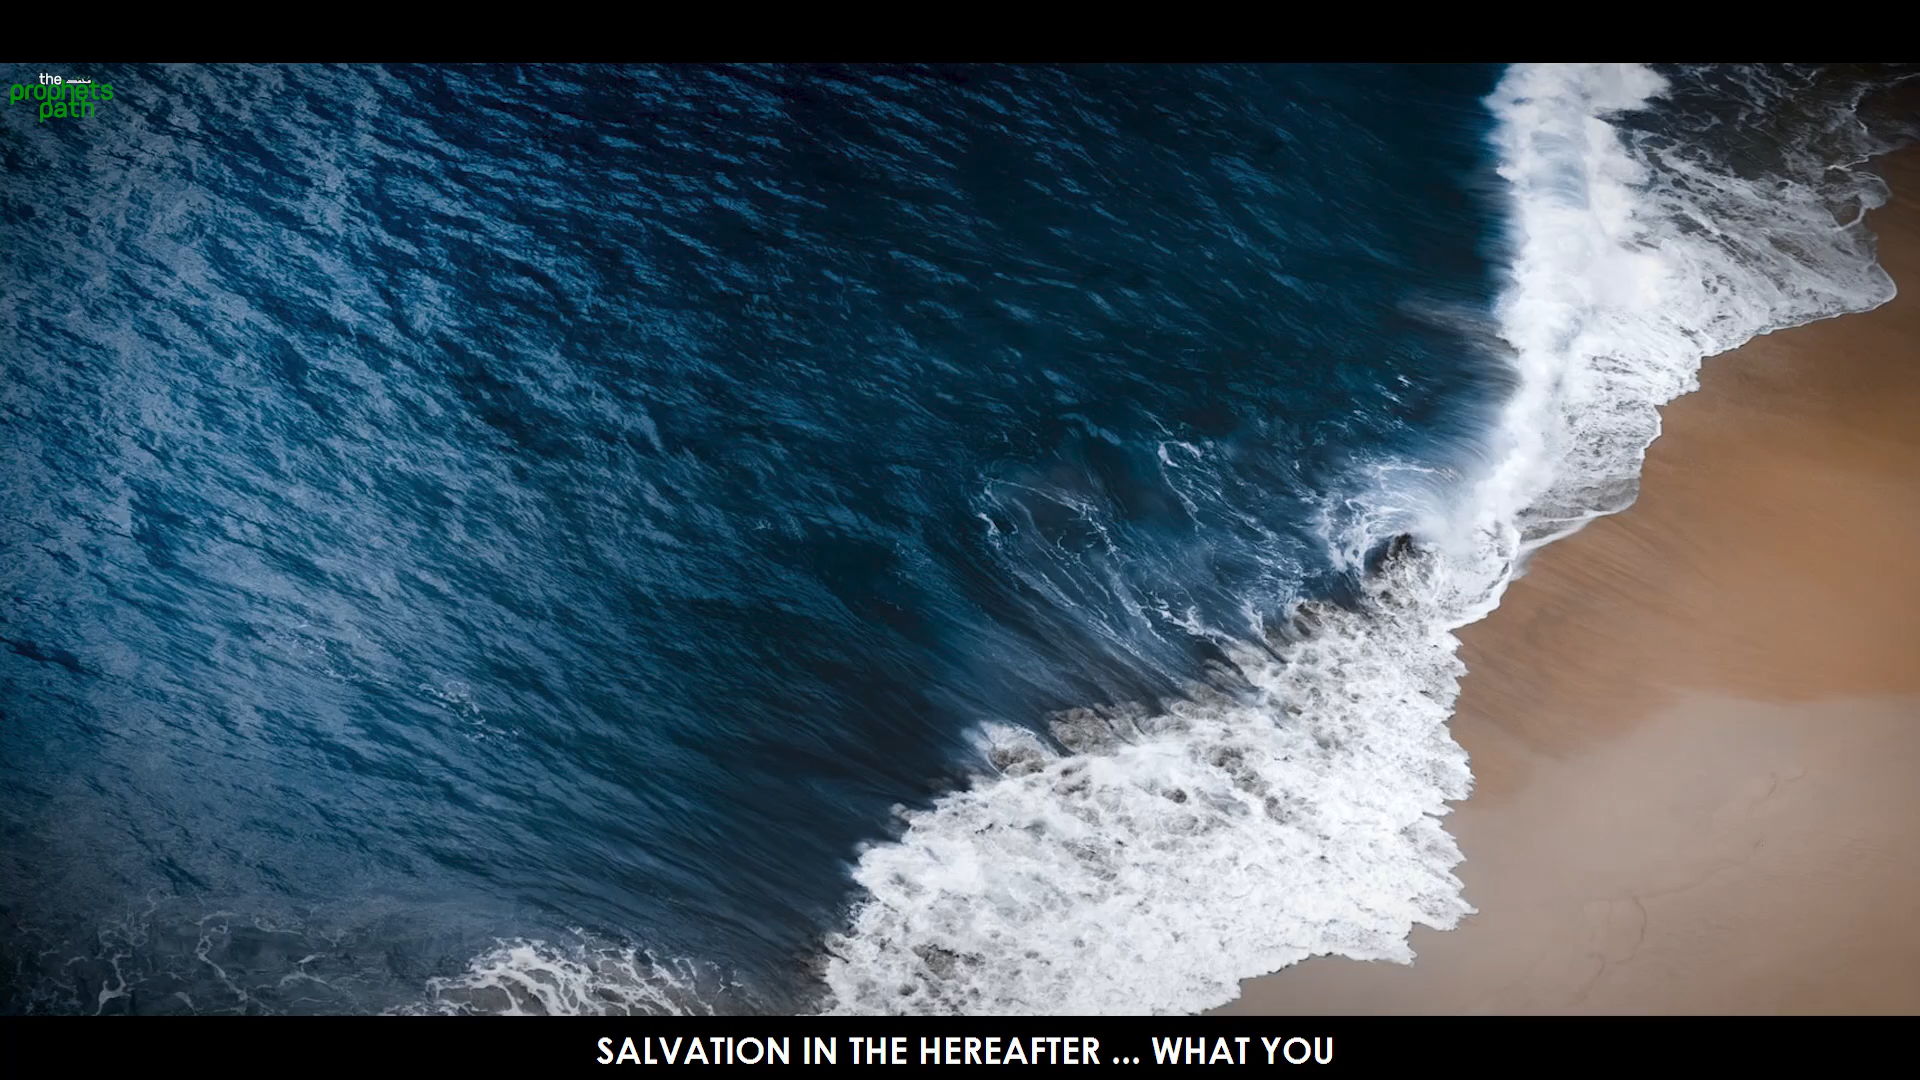 the
prophets
path
SALVATION IN THE HEREAFTER ... WHAT YOU